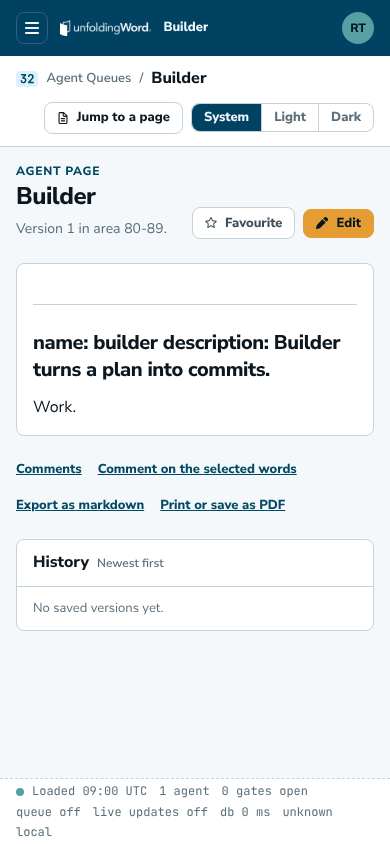 unfoldingWord. Builder RT
32 Agent Queues / Builder
Jump to a page System Light Dark
AGENT PAGE
Builder
Version 1 in area 80-89. Favourite Edit
name: builder description: Builder
turns a plan into commits.
Work.
Comments Comment on the selected words
Export as markdown Print or save as PDF
History Newest first
No saved versions yet.
Loaded 09:00 UTC 1 agent 0 gates open
queue off live updates off db 0 ms unknown
local